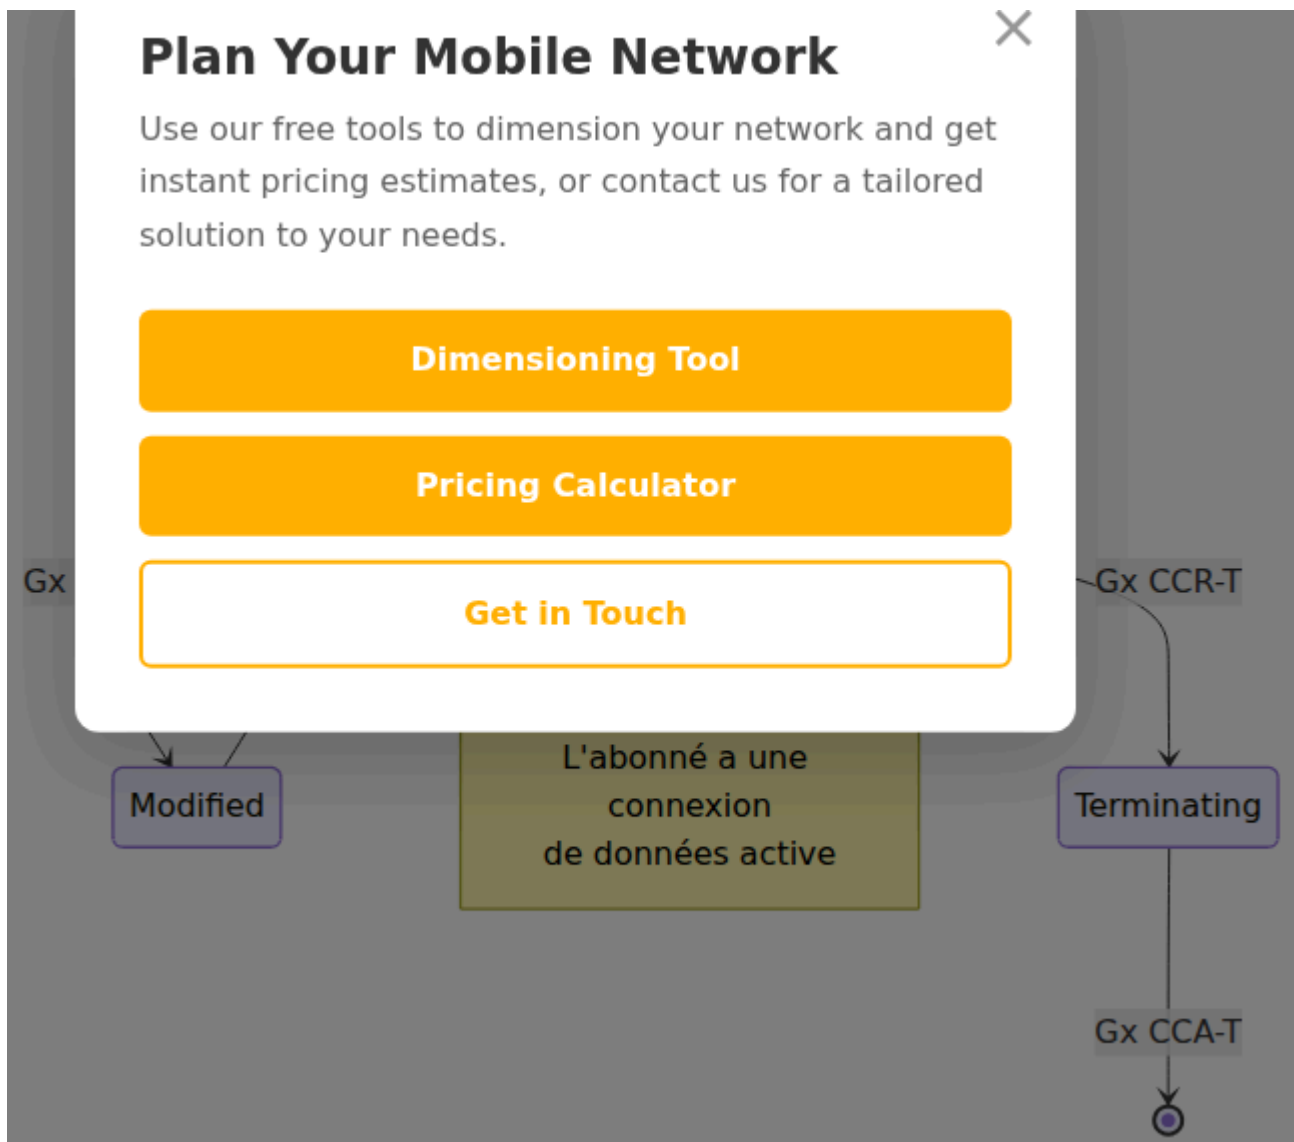 Plan Your Mobile Network
Use our free tools to dimension your network and get
instant pricing estimates, or contact us for a tailored
solution to your needs.
Dimensioning Tool
Pricing Calculator
Gx
Gx CCR-T
Get in Touch
L'abonné a une
connexion
de données active
Modified
Terminating
Gx CCA-T